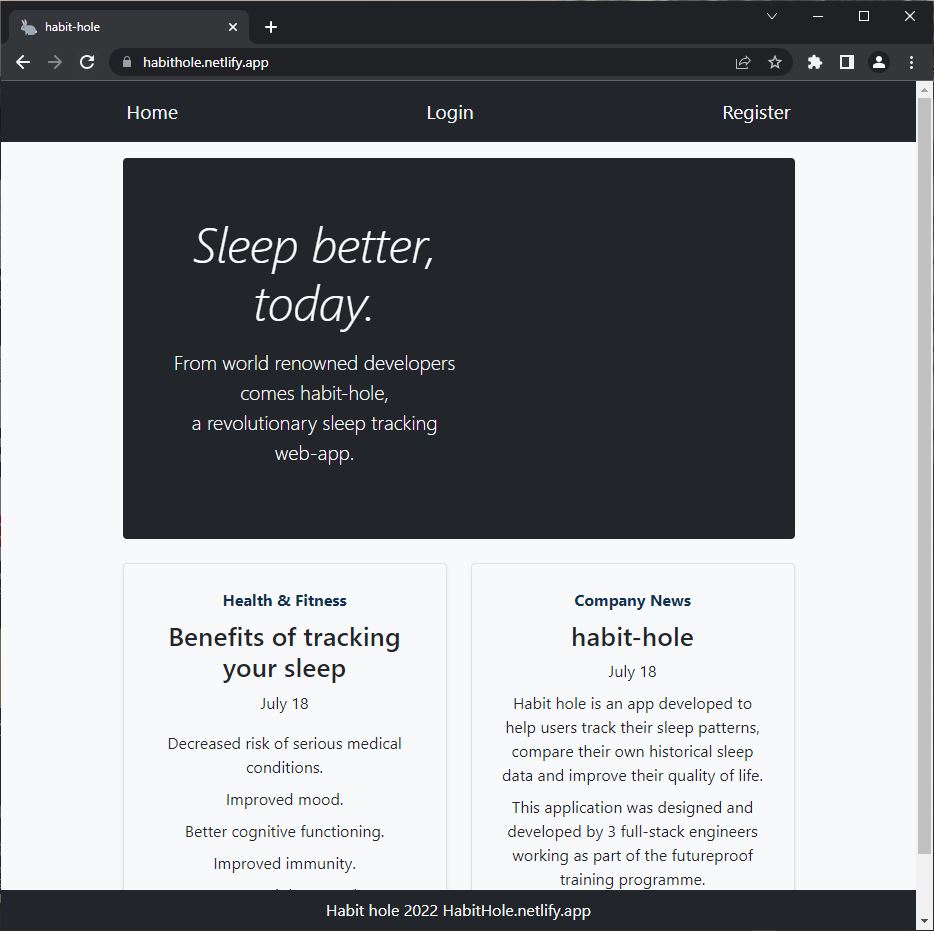 habit-hole
habithole.netlify.app
Home Login Register
Sleep better,
today.
From world renowned developers
comes habit-hole,
a revolutionary sleep tracking
web-app.
Health & Fitness
Benefits of tracking
your sleep
July 18
Decreased risk of serious medical
conditions.
Improved mood.
Better cognitive functioning.
Improved immunity.
Company News
habit-hole
July 18
Habit hole is an app developed to
help users track their sleep patterns,
compare their own historical sleep
data and improve their quality of life.
This application was designed and
developed by 3 full-stack engineers
working as part of the futureproof
training programme.
Habit hole 2022 HabitHole.netlify.app